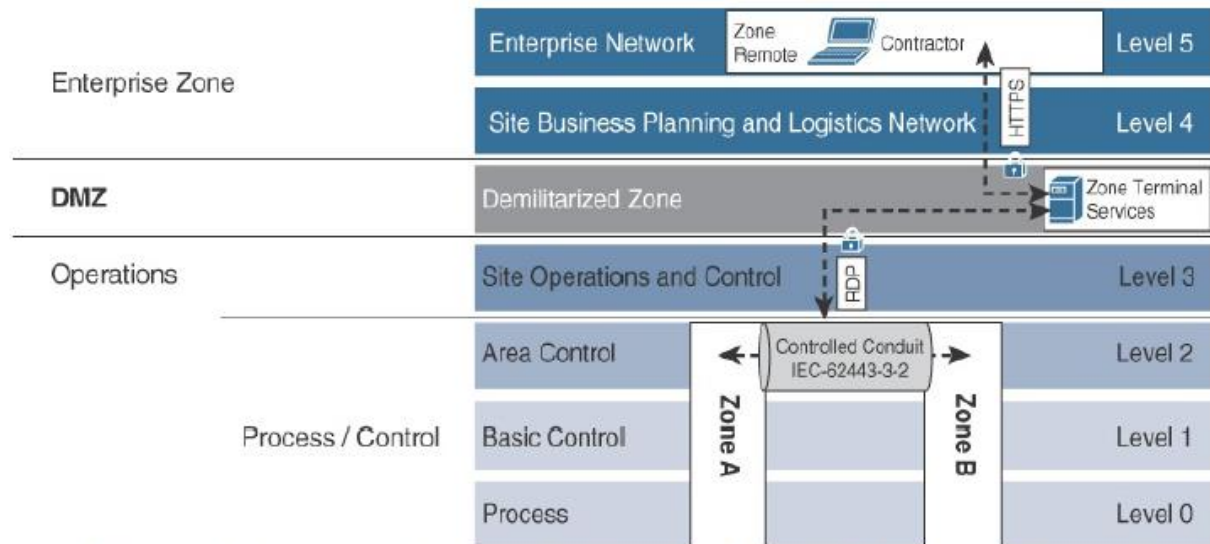 Enterprise Zone
Enterprise Network
Zone
Remote
Contractor
Level 5
HTTPS
Site Business Planning and Logistics Network
Level 4
DMZ
Demilitarized Zone
Zone Terminal
Services
Operations
Site Operations and Control
RDP
Level 3
Process / Control
Area Control
Controlled Conduit
IEC-62443-3-2
Level 2
Zone A
Zone B
Basic Control
Level 1
Process
Level 0